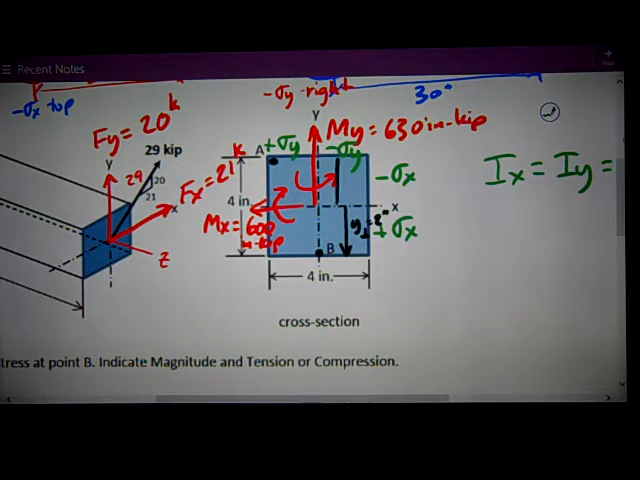 Recent Notes
-σx top
-σy-right
30°
Fy = 20k
29 kip
29
20
21
y
x
z
Fx = 21k
A
+σy
-σy
y
My = 630 in-kip
-σx
Ix = Iy =
4 in.
x
Mx = 600
in-kip
+σx
B
4 in.
cross-section
tress at point B. Indicate Magnitude and Tension or Compression.